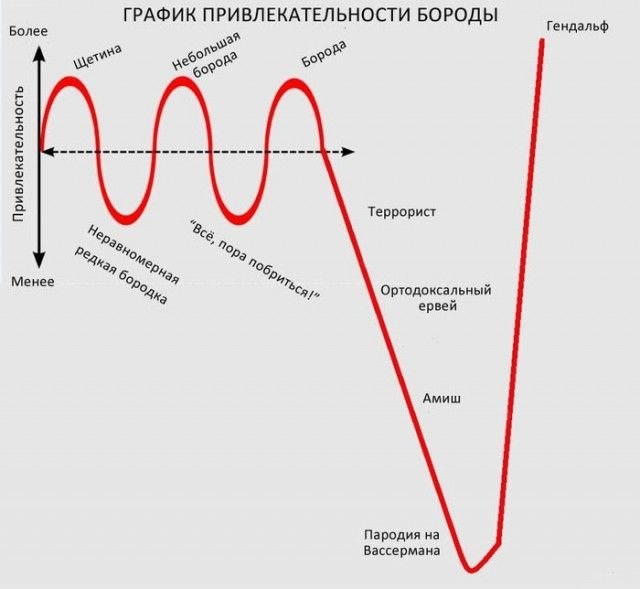 ГРАФИК ПРИВЛЕКАТЕЛЬНОСТИ БОРОДЫ
Более
Гендальф
Щетина
Небольшая
борода
Борода
Привлекательность
Менее
Неравномерная
редкая бородка
"Всё, пора побриться!"
Террорист
Ортодоксальный
ервей
Амиш
Пародия на
Вассермана